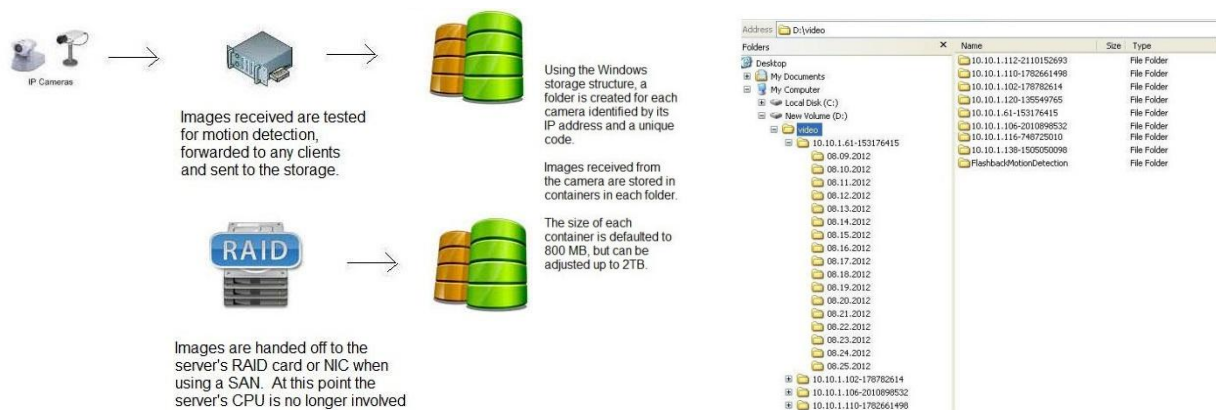 IP Cameras
Images received are tested
for motion detection,
forwarded to any clients
and sent to the storage.
Using the Windows
storage structure, a
folder is created for each
camera identified by its
IP address and a unique
code.
Images received from
the camera are stored in
containers in each folder.
The size of each
container is defaulted to
800 MB, but can be
adjusted up to 2TB.
RAID
Images are handed off to the
server's RAID card or NIC when
using a SAN. At this point the
server's CPU is no longer involved
Address D:\video
Folders X
Desktop
My Documents
My Computer
Local Disk (C:)
New Volume (D:)
video
10.10.1.61-153176415
08.09.2012
08.10.2012
08.11.2012
08.12.2012
08.13.2012
08.14.2012
08.15.2012
08.16.2012
08.17.2012
08.18.2012
08.19.2012
08.20.2012
08.21.2012
08.22.2012
08.23.2012
08.24.2012
08.25.2012
10.10.1.102-178782614
10.10.1.106-2010898532
10.10.1.110-1782661498
Name Size Type
10.10.1.112-2110152693 File Folder
10.10.1.110-1782661498 File Folder
10.10.1.102-178782614 File Folder
10.10.1.120-135549765 File Folder
10.10.1.61-153176415 File Folder
10.10.1.106-2010898532 File Folder
10.10.1.116-748725010 File Folder
10.10.1.138-1505050098 File Folder
FlashbackMotionDetection File Folder